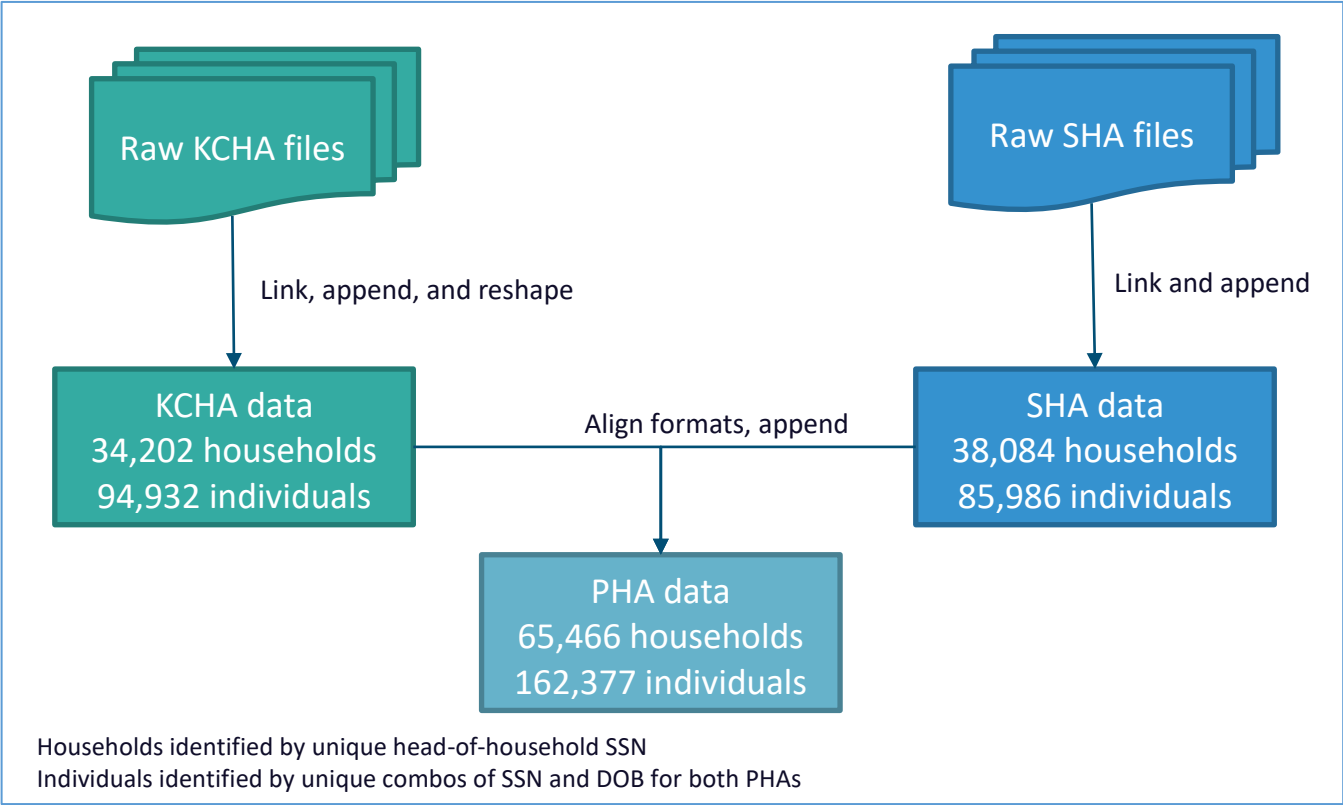 Raw KCHA files
Raw SHA files
Link, append, and reshape
Link and append
KCHA data
34,202 households
94,932 individuals
Align formats, append
SHA data
38,084 households
85,986 individuals
PHA data
65,466 households
162,377 individuals
Households identified by unique head-of-household SSN
Individuals identified by unique combos of SSN and DOB for both PHAs